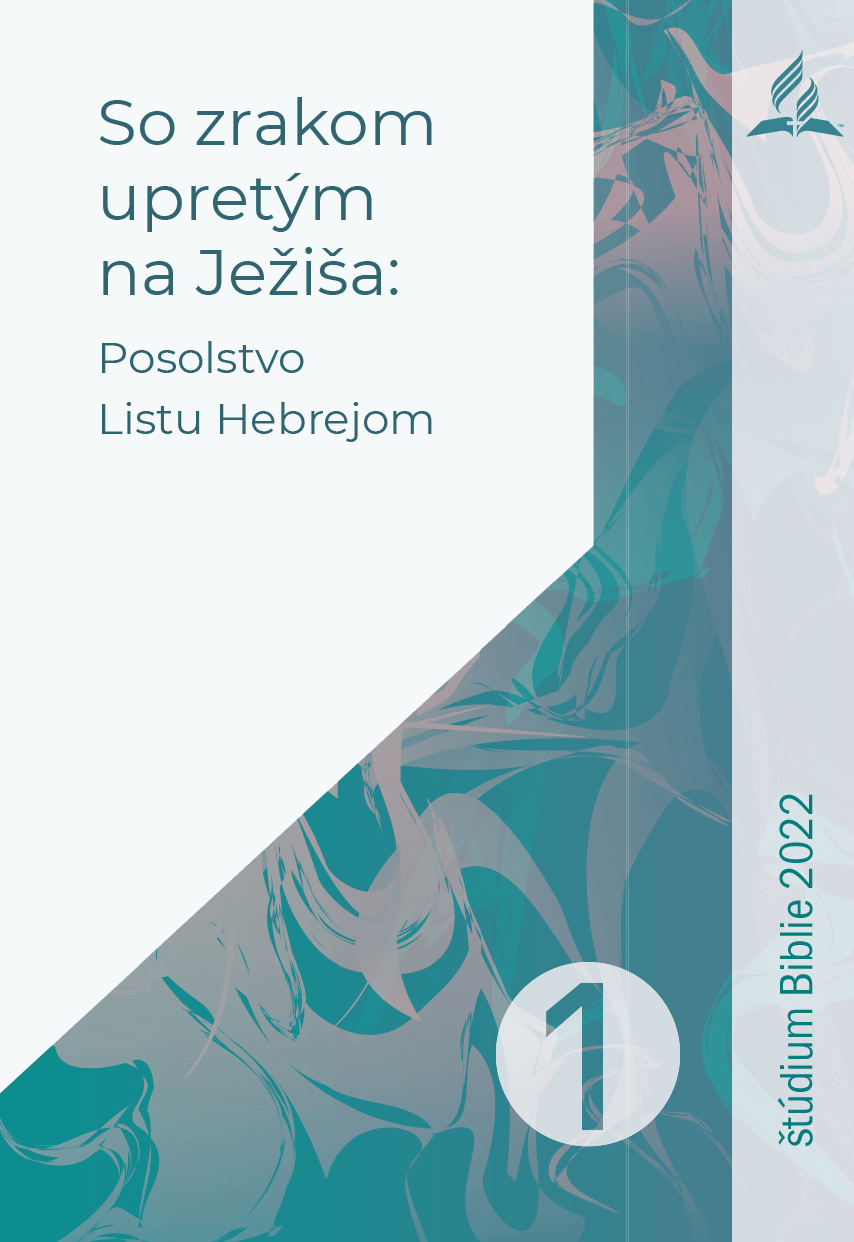 So zrakom
upretým
na Ježiša:
Posolstvo
Listu Hebrejom
1
štúdium Biblie 2022